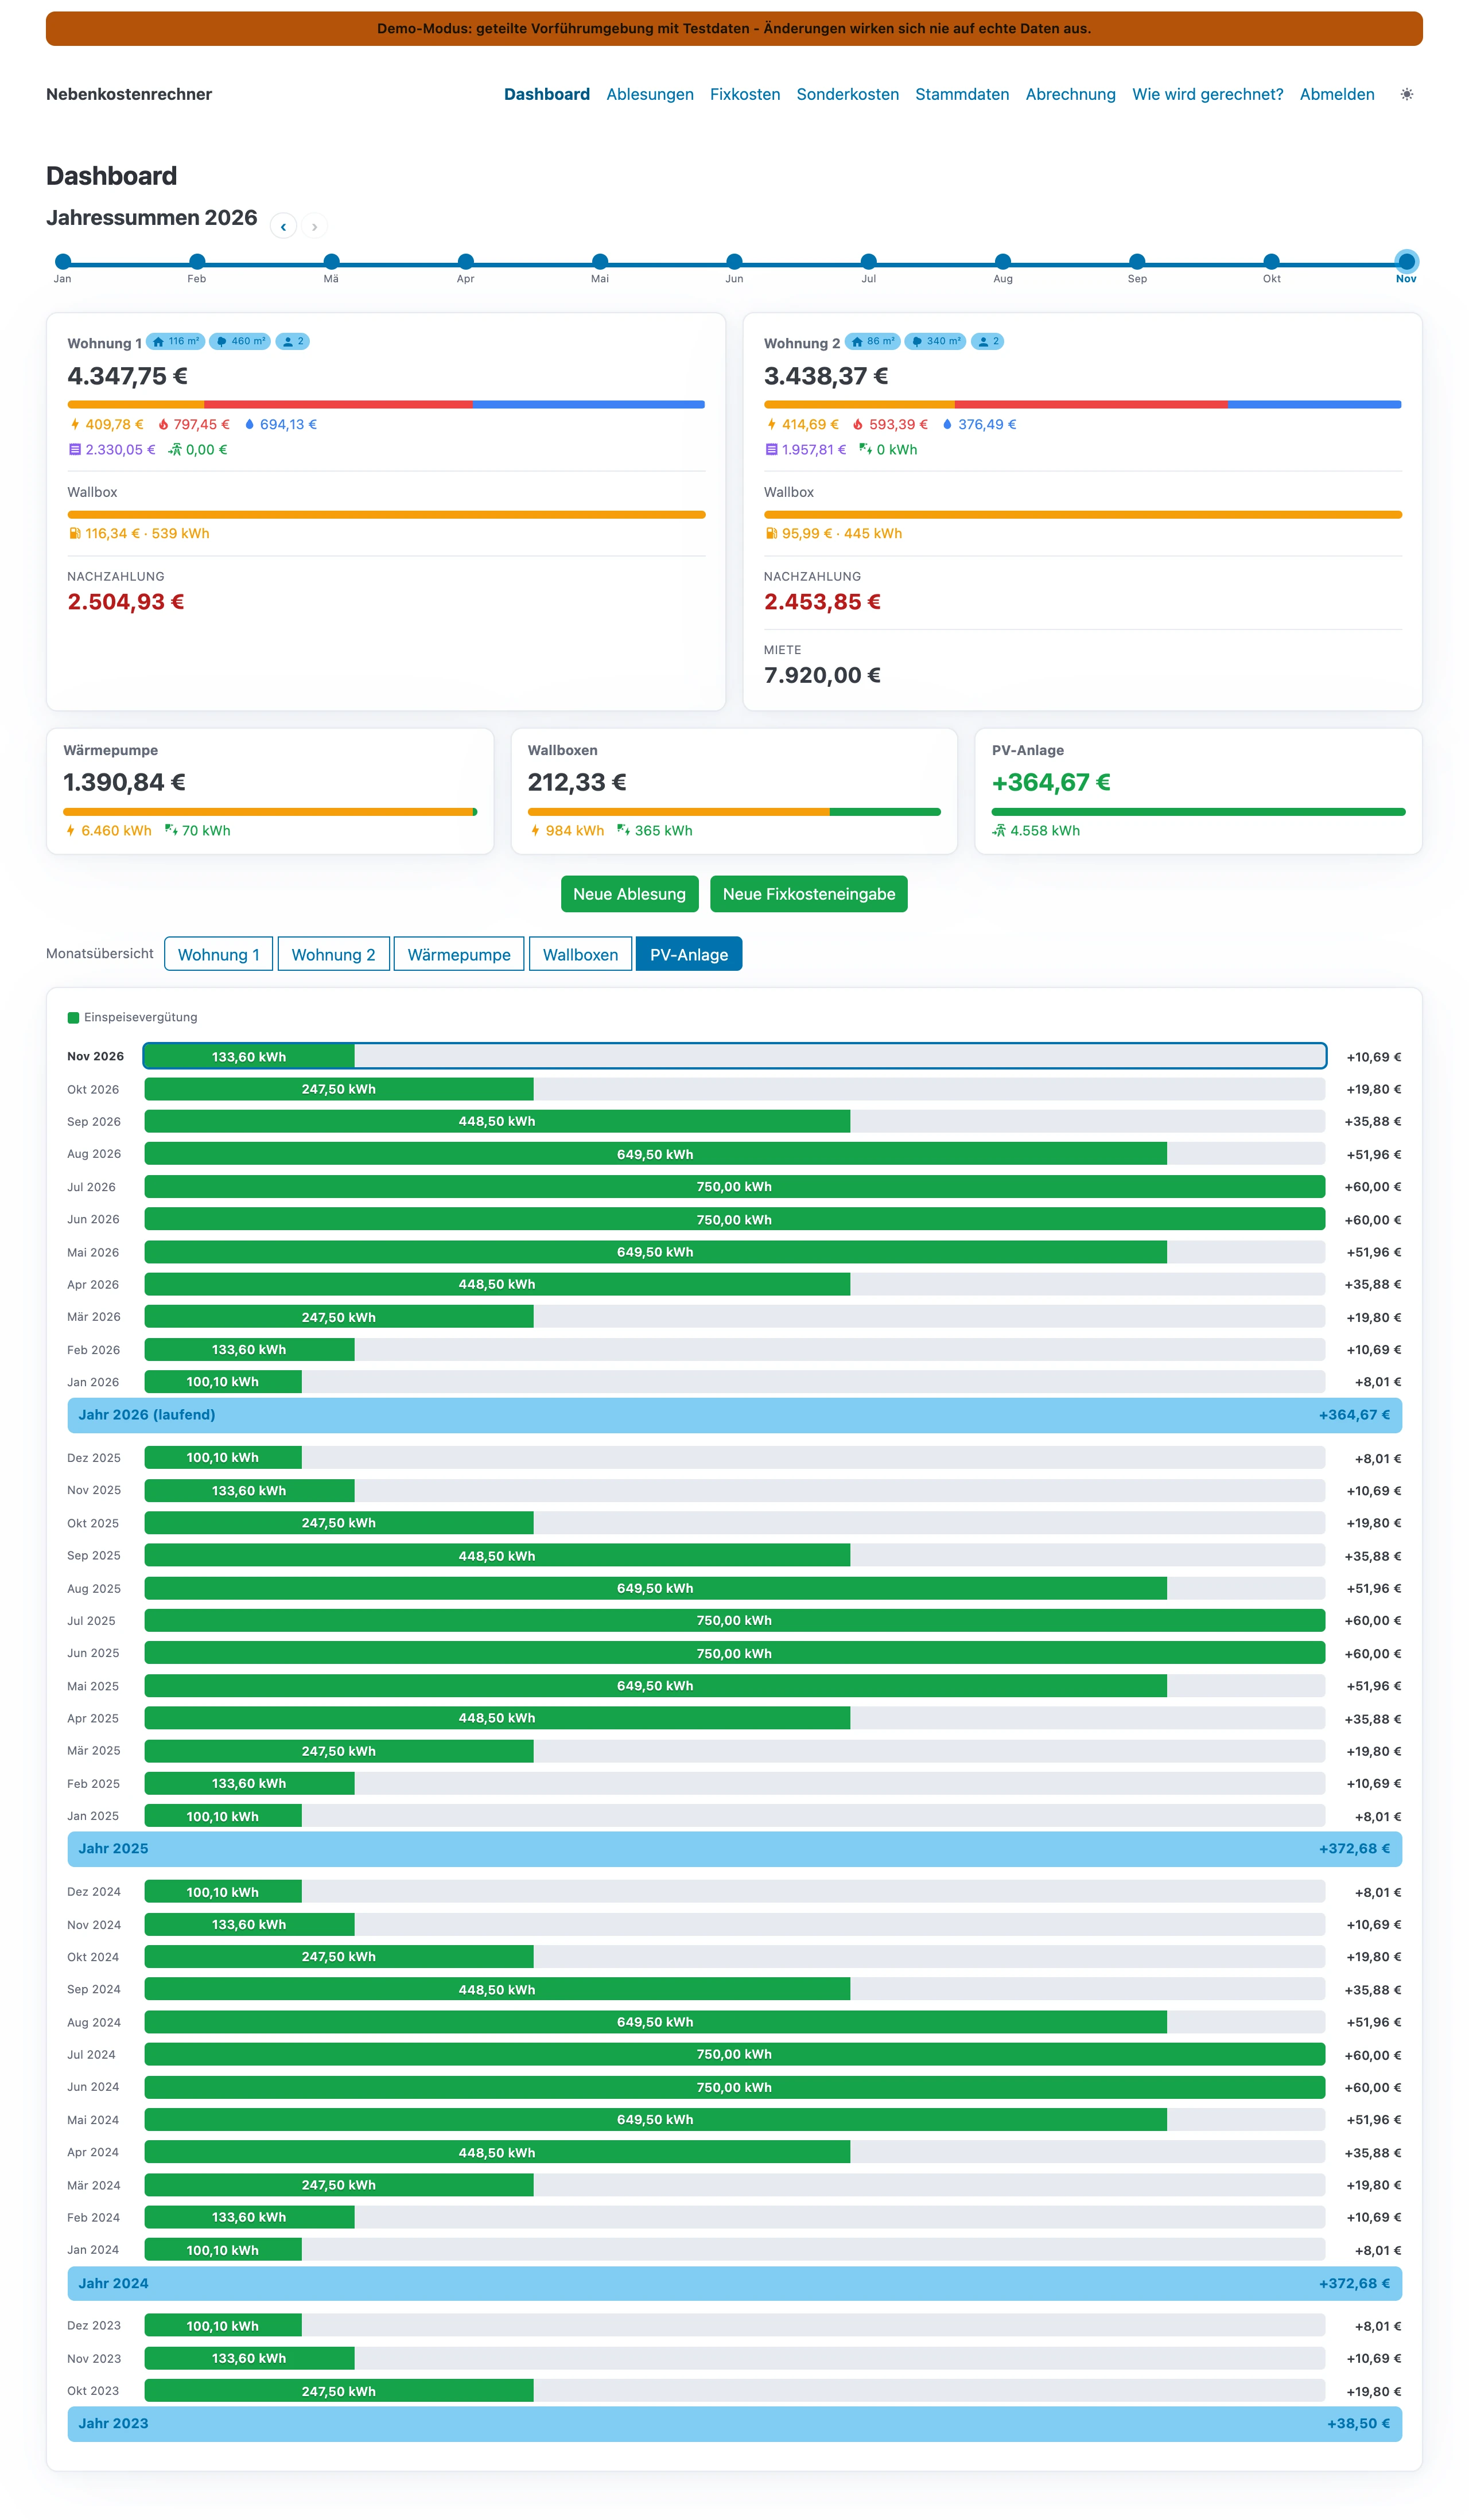 Demo-Modus: geteilte Vorführumgebung mit Testdaten - Änderungen wirken sich nie auf echte Daten aus.
Nebenkostenrechner
Dashboard Ablesungen Fixkosten Sonderkosten Stammdaten Abrechnung Wie wird gerechnet? Abmelden
Dashboard
Jahressummen 2026 ‹ ›
Jan Feb Mä Apr Mai Jun Jul Aug Sep Okt Nov
Wohnung 1 116 m² 460 m² 2
4.347,75 €
409,78 € 797,45 € 694,13 €
2.330,05 € 0,00 €
Wallbox
116,34 € · 539 kWh
NACHZAHLUNG
2.504,93 €
Wohnung 2 86 m² 340 m² 2
3.438,37 €
414,69 € 593,39 € 376,49 €
1.957,81 € 0 kWh
Wallbox
95,99 € · 445 kWh
NACHZAHLUNG
2.453,85 €
MIETE
7.920,00 €
Wärmepumpe
1.390,84 €
6.460 kWh 70 kWh
Wallboxen
212,33 €
984 kWh 365 kWh
PV-Anlage
+364,67 €
4.558 kWh
Neue Ablesung Neue Fixkosteneingabe
Monatsübersicht Wohnung 1 Wohnung 2 Wärmepumpe Wallboxen PV-Anlage
Einspeisevergütung
Nov 2026 133,60 kWh +10,69 €
Okt 2026 247,50 kWh +19,80 €
Sep 2026 448,50 kWh +35,88 €
Aug 2026 649,50 kWh +51,96 €
Jul 2026 750,00 kWh +60,00 €
Jun 2026 750,00 kWh +60,00 €
Mai 2026 649,50 kWh +51,96 €
Apr 2026 448,50 kWh +35,88 €
Mär 2026 247,50 kWh +19,80 €
Feb 2026 133,60 kWh +10,69 €
Jan 2026 100,10 kWh +8,01 €
Jahr 2026 (laufend) +364,67 €
Dez 2025 100,10 kWh +8,01 €
Nov 2025 133,60 kWh +10,69 €
Okt 2025 247,50 kWh +19,80 €
Sep 2025 448,50 kWh +35,88 €
Aug 2025 649,50 kWh +51,96 €
Jul 2025 750,00 kWh +60,00 €
Jun 2025 750,00 kWh +60,00 €
Mai 2025 649,50 kWh +51,96 €
Apr 2025 448,50 kWh +35,88 €
Mär 2025 247,50 kWh +19,80 €
Feb 2025 133,60 kWh +10,69 €
Jan 2025 100,10 kWh +8,01 €
Jahr 2025 +372,68 €
Dez 2024 100,10 kWh +8,01 €
Nov 2024 133,60 kWh +10,69 €
Okt 2024 247,50 kWh +19,80 €
Sep 2024 448,50 kWh +35,88 €
Aug 2024 649,50 kWh +51,96 €
Jul 2024 750,00 kWh +60,00 €
Jun 2024 750,00 kWh +60,00 €
Mai 2024 649,50 kWh +51,96 €
Apr 2024 448,50 kWh +35,88 €
Mär 2024 247,50 kWh +19,80 €
Feb 2024 133,60 kWh +10,69 €
Jan 2024 100,10 kWh +8,01 €
Jahr 2024 +372,68 €
Dez 2023 100,10 kWh +8,01 €
Nov 2023 133,60 kWh +10,69 €
Okt 2023 247,50 kWh +19,80 €
Jahr 2023 +38,50 €